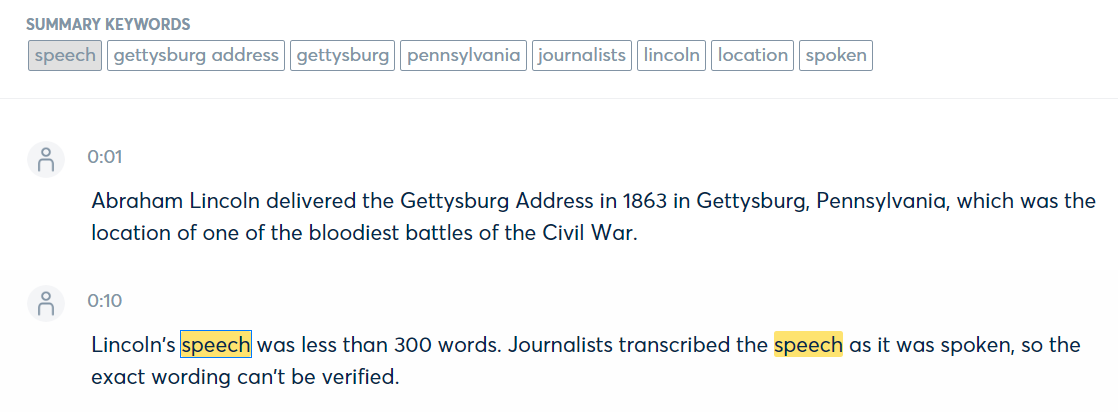 SUMMARY KEYWORDS
speech gettysburg address gettysburg pennsylvania journalists lincoln location spoken
0:01
Abraham Lincoln delivered the Gettysburg Address in 1863 in Gettysburg, Pennsylvania, which was the
location of one of the bloodiest battles of the Civil War.
0:10
Lincoln’s speech was less than 300 words. Journalists transcribed the speech as it was spoken, so the
exact wording can’t be verified.